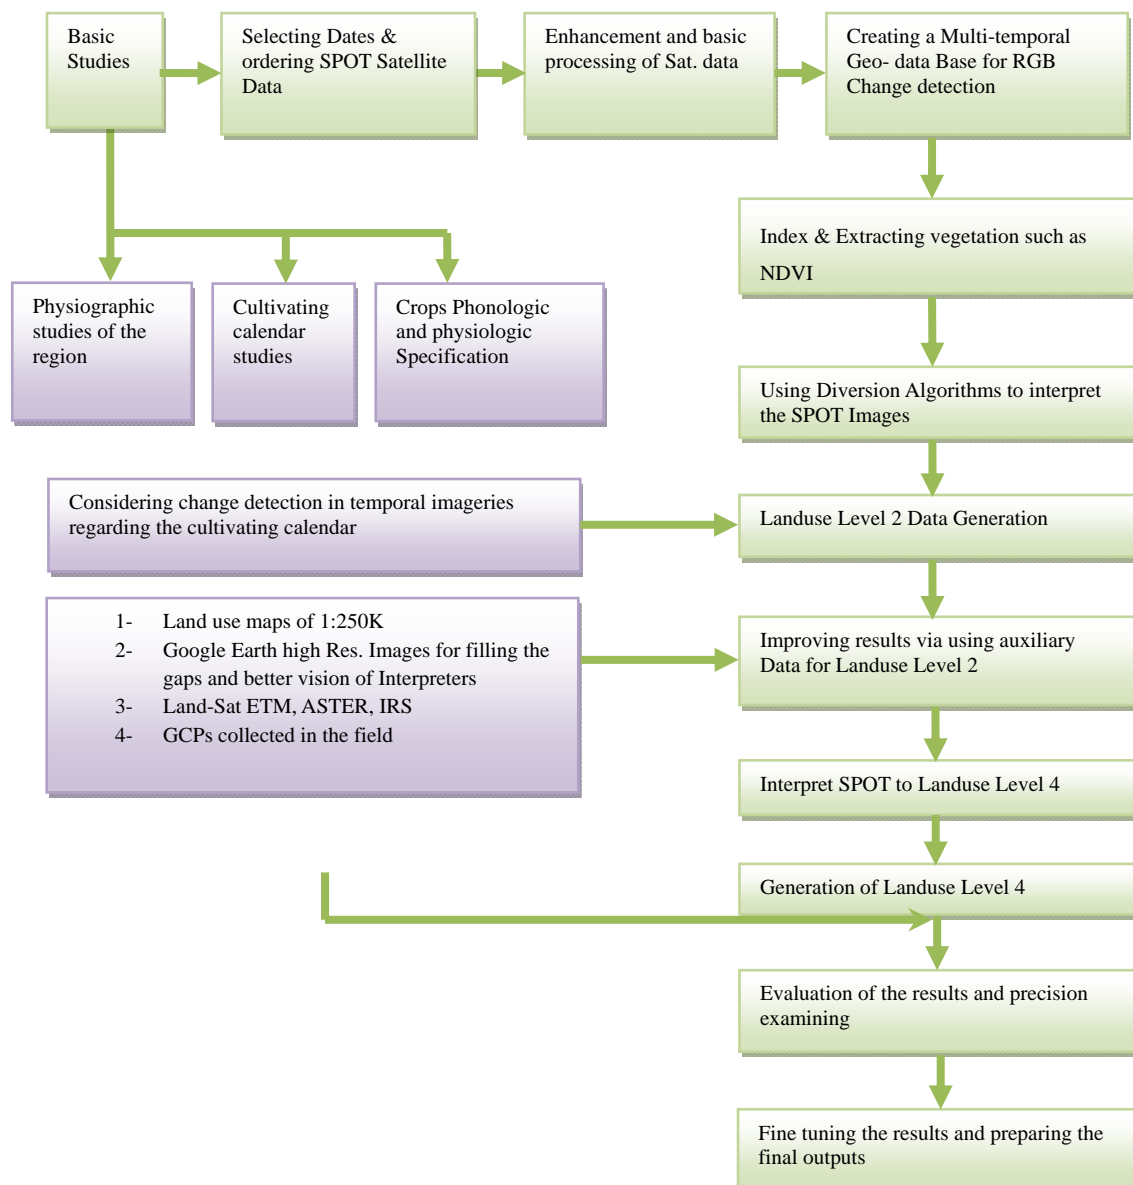 Basic
Studies
Selecting Dates &
ordering SPOT Satellite
Data
Enhancement and basic
processing of Sat. data
Creating a Multi-temporal
Geo- data Base for RGB
Change detection
Index & Extracting vegetation such as
NDVI
Physiographic
studies of the
region
Cultivating
calendar
studies
Crops Phonologic
and physiologic
Specification
Using Diversion Algorithms to interpret
the SPOT Images
Considering change detection in temporal imageries
regarding the cultivating calendar
Landuse Level 2 Data Generation
1- Land use maps of 1:250K
2- Google Earth high Res. Images for filling the
gaps and better vision of Interpreters
3- Land-Sat ETM, ASTER, IRS
4- GCPs collected in the field
Improving results via using auxiliary
Data for Landuse Level 2
Interpret SPOT to Landuse Level 4
Generation of Landuse Level 4
Evaluation of the results and precision
examining
Fine tuning the results and preparing the
final outputs